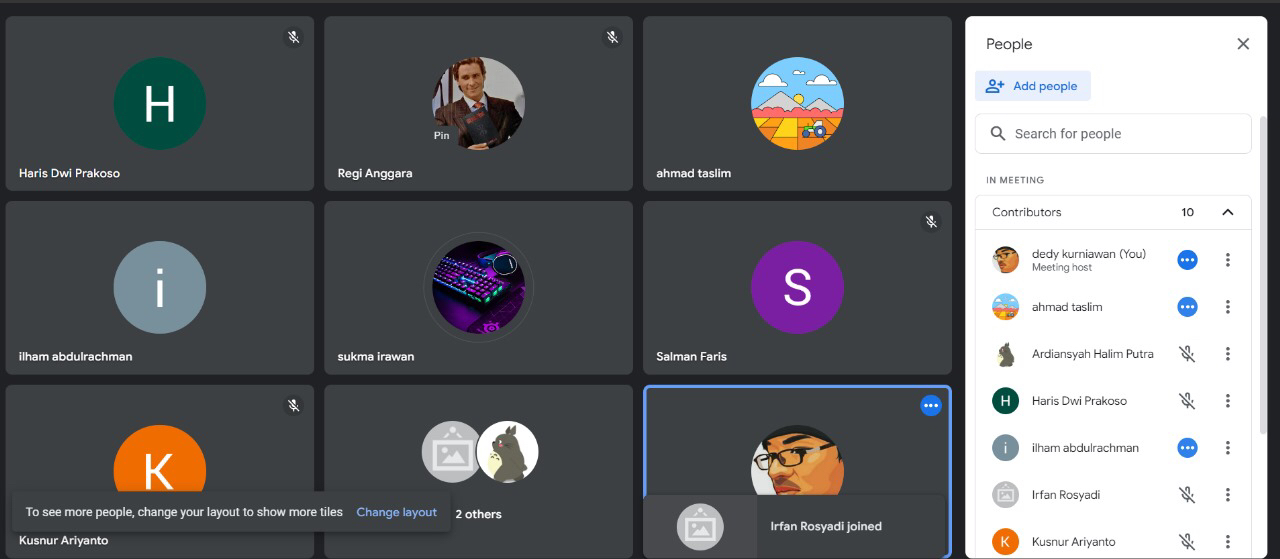 H
Haris Dwi Prakoso
Pin
Regi Anggara
ahmad taslim
i
ilham abdulrachman
sukma irawan
S
Salman Faris
K
Kusnur Ariyanto
To see more people, change your layout to show more tiles Change layout
2 others
Irfan Rosyadi joined
People
Add people
Search for people
IN MEETING
Contributors 10
dedy kurniawan (You)
Meeting host
ahmad taslim
Ardiansyah Halim Putra
H Haris Dwi Prakoso
i ilham abdulrachman
Irfan Rosyadi
K Kusnur Ariyanto